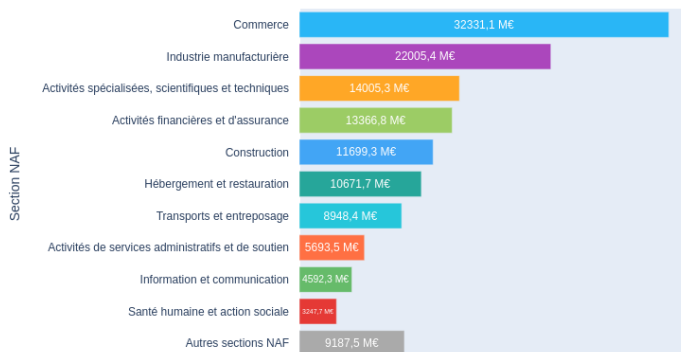 Section NAF
Commerce 32331,1 M€
Industrie manufacturière 22005,4 M€
Activités spécialisées, scientifiques et techniques 14005,3 M€
Activités financières et d'assurance 13366,8 M€
Construction 11699,3 M€
Hébergement et restauration 10671,7 M€
Transports et entreposage 8948,4 M€
Activités de services administratifs et de soutien 5693,5 M€
Information et communication 4592,3 M€
Santé humaine et action sociale 3247,7 M€
Autres sections NAF 9187,5 M€